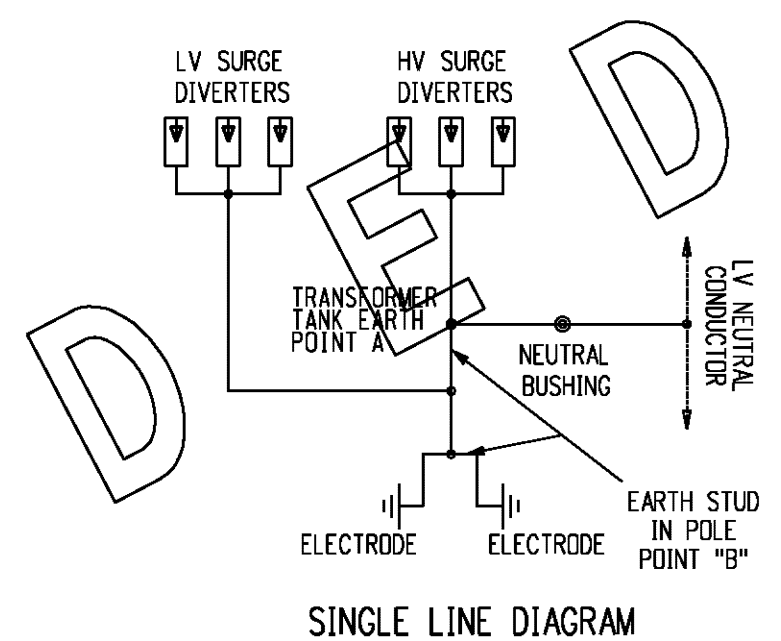 LV SURGE
DIVERTERS
HV SURGE
DIVERTERS
D
E
D
TRANSFORMER
TANK EARTH
POINT A
NEUTRAL
BUSHING
LV NEUTRAL
CONDUCTOR
EARTH STUD
IN POLE
POINT "B"
ELECTRODE
ELECTRODE
SINGLE LINE DIAGRAM